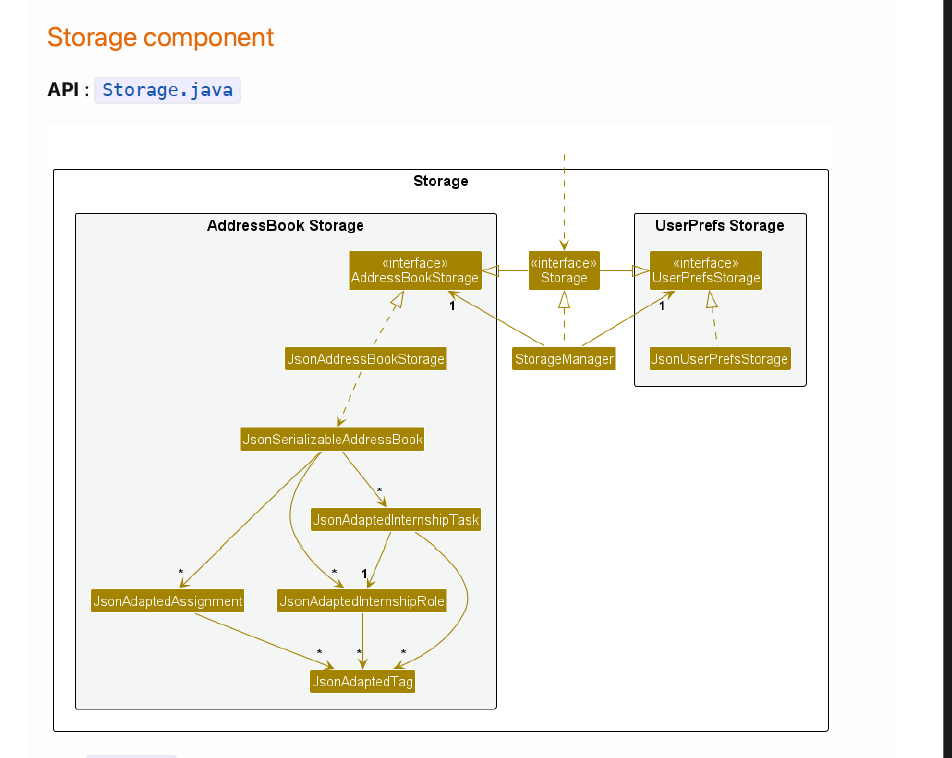 Storage component
API : Storage.java
Storage
AddressBook Storage
UserPrefs Storage
«interface»
AddressBookStorage
«interface»
Storage
«interface»
UserPrefsStorage
1
1
JsonAddressBookStorage
StorageManager
JsonUserPrefsStorage
JsonSerializableAddressBook
*
JsonAdaptedInternshipTask
*
*
1
JsonAdaptedAssignment
JsonAdaptedInternshipRole
*
*
*
JsonAdaptedTag